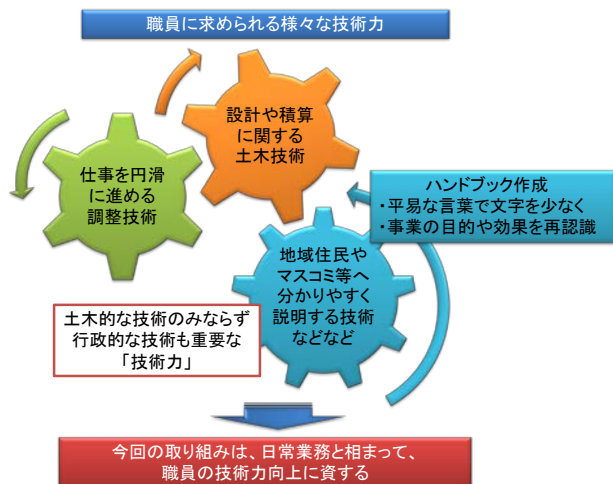 職員に求められる様々な技術力
設計や積算
に関する
土木技術
仕事を円滑
に進める
調整技術
ハンドブック作成
・平易な言葉で文字を少なく
・事業の目的や効果を再認識
地域住民や
マスコミ等へ
分かりやすく
説明する技術
などなど
土木的な技術のみならず
行政的な技術も重要な
「技術力」
今回の取り組みは、日常業務と相まって、
職員の技術力向上に資する